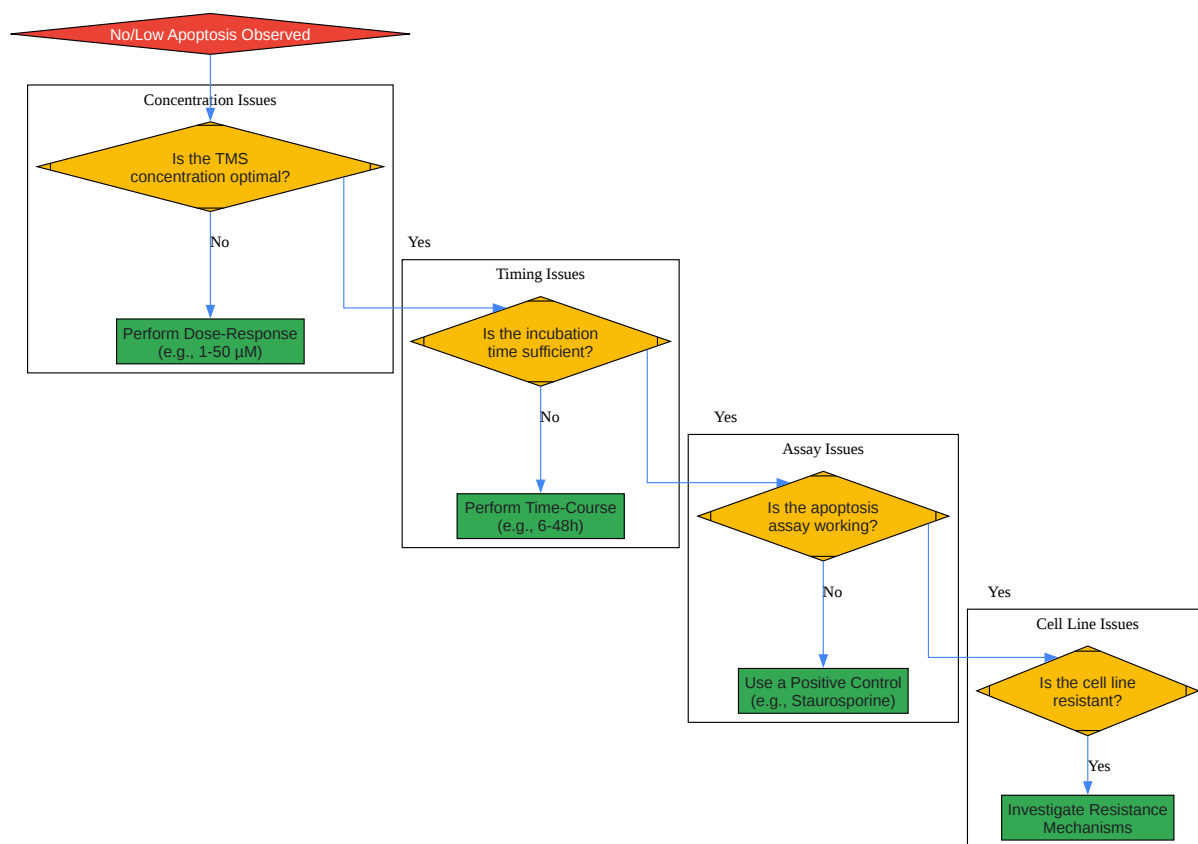 No/Low Apoptosis Observed
Concentration Issues
Is the TMS
concentration optimal?
No
Yes
Perform Dose-Response
(e.g., 1-50 µM)
Timing Issues
Is the incubation
time sufficient?
No
Yes
Perform Time-Course
(e.g., 6-48h)
Assay Issues
Is the apoptosis
assay working?
No
Yes
Use a Positive Control
(e.g., Staurosporine)
Cell Line Issues
Is the cell line
resistant?
Yes
Investigate Resistance
Mechanisms